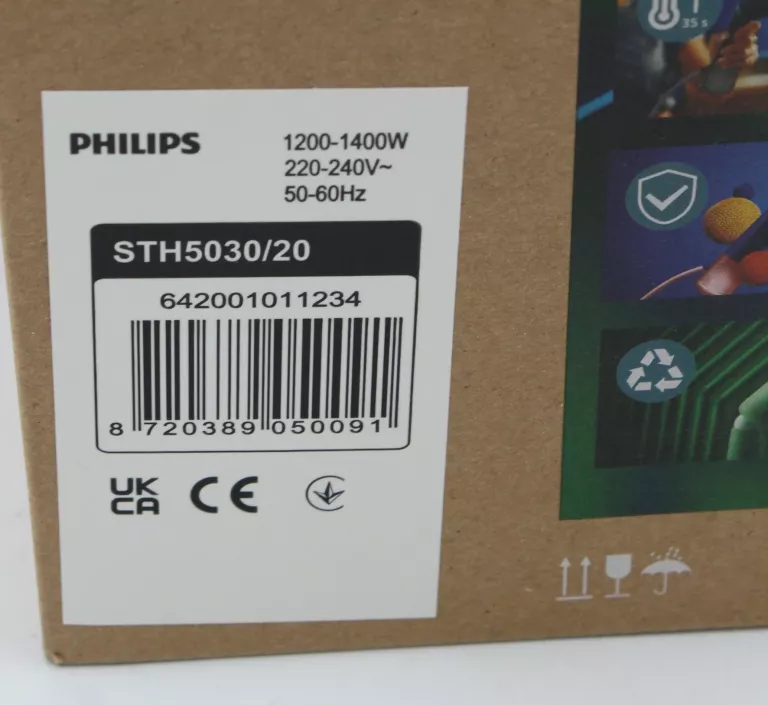 35 s
PHILIPS
1200-1400W
220-240V~
50-60Hz
STH5030/20
642001011234
8 720389 050091
UK
CA
CE